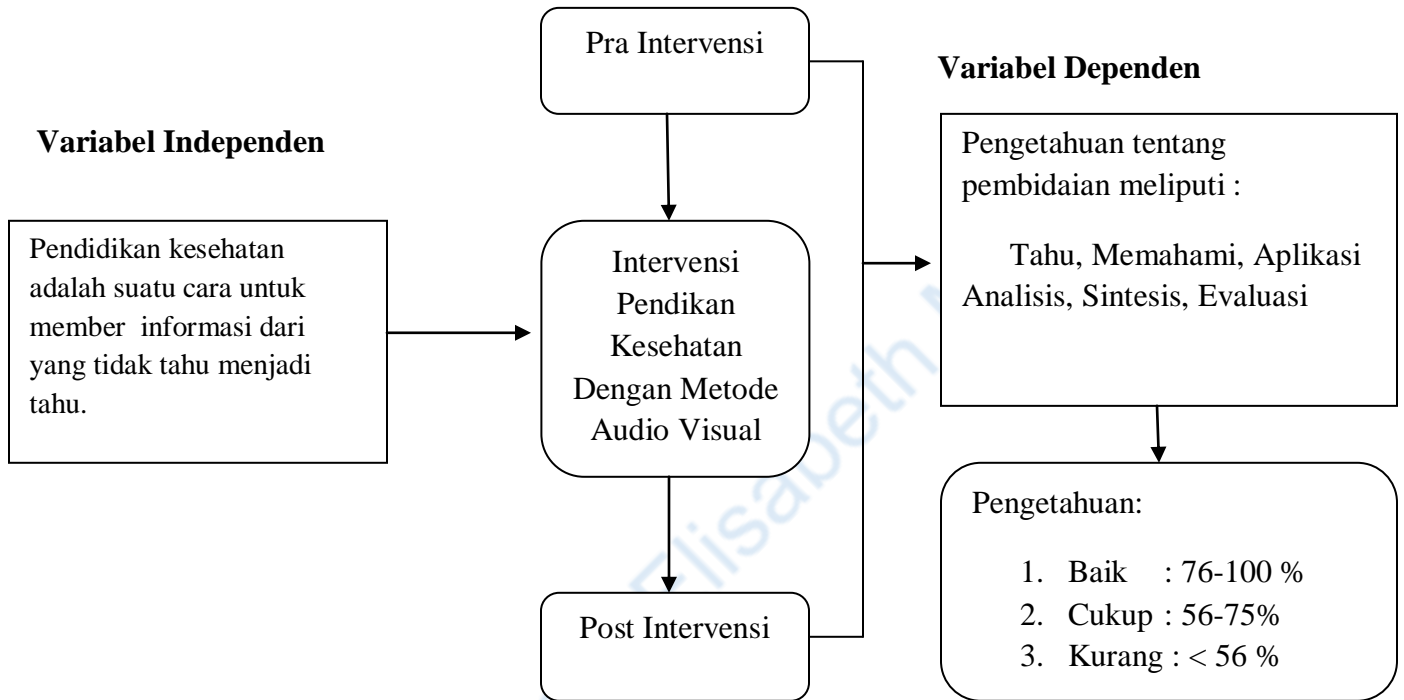 Variabel Independen
Pendidikan kesehatan
adalah suatu cara untuk
member informasi dari
yang tidak tahu menjadi
tahu.
Pra Intervensi
Intervensi
Pendikan
Kesehatan
Dengan Metode
Audio Visual
Post Intervensi
Variabel Dependen
Pengetahuan tentang
pembidaian meliputi :
Tahu, Memahami, Aplikasi
Analisis, Sintesis, Evaluasi
Pengetahuan:
1. Baik : 76-100 %
2. Cukup : 56-75%
3. Kurang : < 56 %
Elisabeth